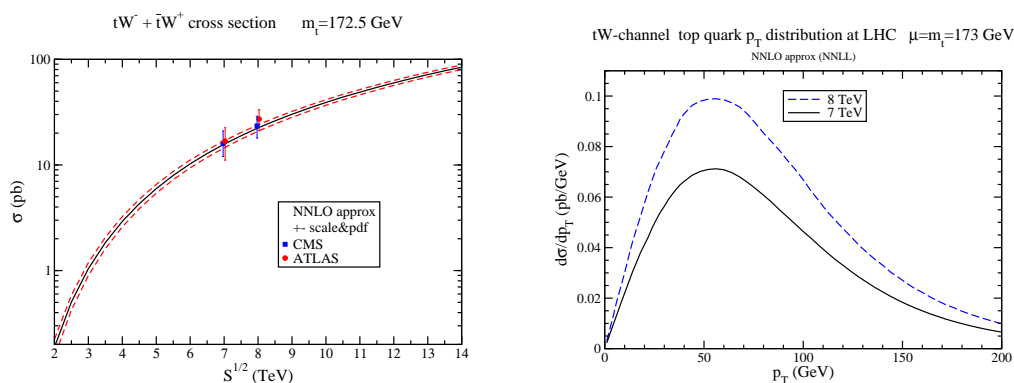 tW⁻ + t̄W⁺ cross section m_t=172.5 GeV
100
10
1
σ (pb)
NNLO approx
+- scale&pdf
CMS
ATLAS
2 3 4 5 6 7 8 9 10 11 12 13 14
S^1/2 (TeV)
tW-channel top quark p_T distribution at LHC μ=m_t=173 GeV
NNLO approx (NNLL)
0.1
0.08
0.06
0.04
0.02
0
dσ/dp_T (pb/GeV)
8 TeV
7 TeV
0 50 100 150 200
p_T (GeV)